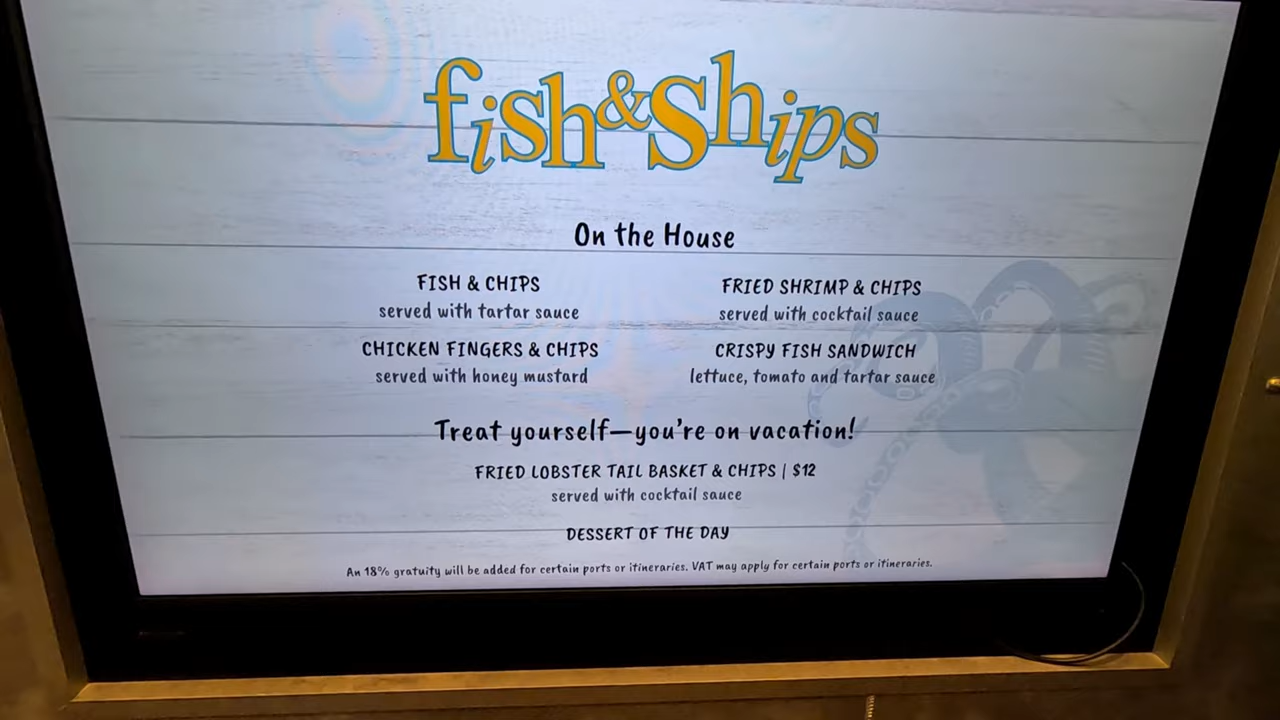 fish & Ships
On the House
FISH & CHIPS
served with tartar sauce
FRIED SHRIMP & CHIPS
served with cocktail sauce
CHICKEN FINGERS & CHIPS
served with honey mustard
CRISPY FISH SANDWICH
lettuce, tomato and tartar sauce
Treat yourself—you're on vacation!
FRIED LOBSTER TAIL BASKET & CHIPS | $12
served with cocktail sauce
DESSERT OF THE DAY
An 18% gratuity will be added for certain ports or itineraries. VAT may apply for certain ports or itineraries.